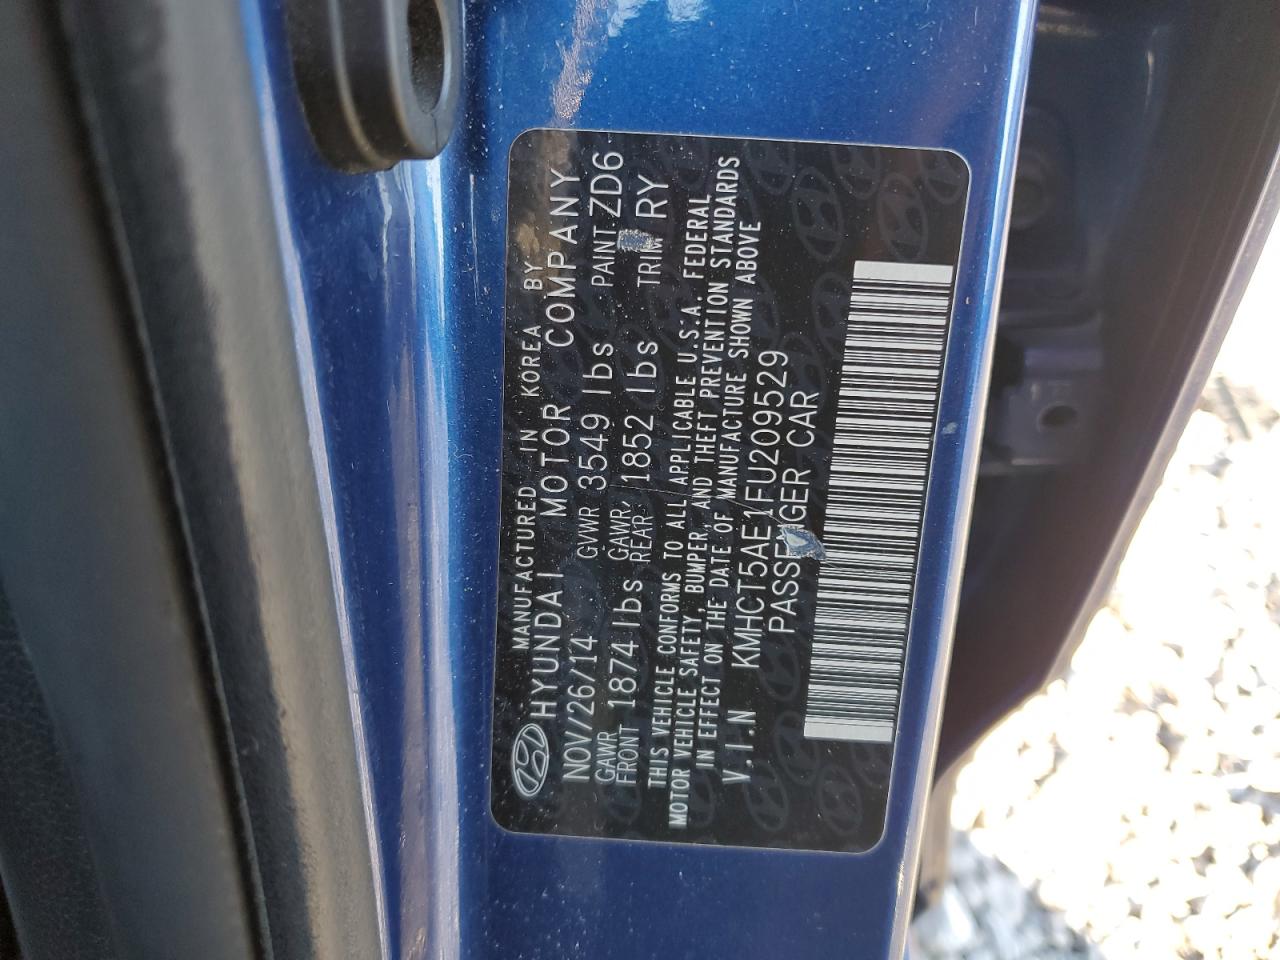 MANUFACTURED IN KOREA BY
HYUNDAI MOTOR COMPANY
NOV/26/14 GVWR 3549 lbs PAINT ZD6
GAWR FRONT 1874 lbs GAWR REAR 1852 lbs TRIM RY
THIS VEHICLE CONFORMS TO ALL APPLICABLE U.S.A. FEDERAL
MOTOR VEHICLE SAFETY, BUMPER, AND THEFT PREVENTION STANDARDS
IN EFFECT ON THE DATE OF MANUFACTURE SHOWN ABOVE
V.I.N KMHCT5AE1FU209529
PASSENGER CAR